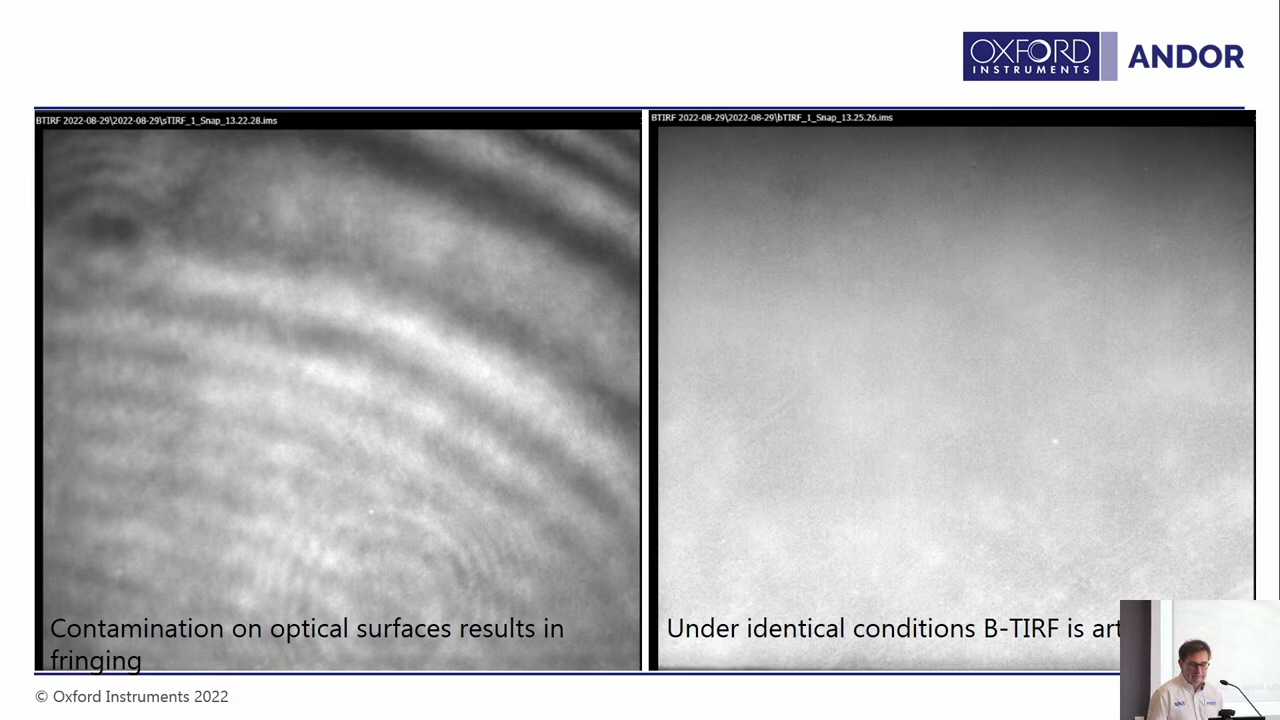 OXFORD
INSTRUMENTS
ANDOR
BTIRF 2022-08-29\2022-08-29\sTIRF_1_Snap_13.22.28.ims
BTIRF 2022-08-29\2022-08-29\bTIRF_1_Snap_13.25.26.ims
Contamination on optical surfaces results in
fringing
Under identical conditions B-TIRF is art
© Oxford Instruments 2022